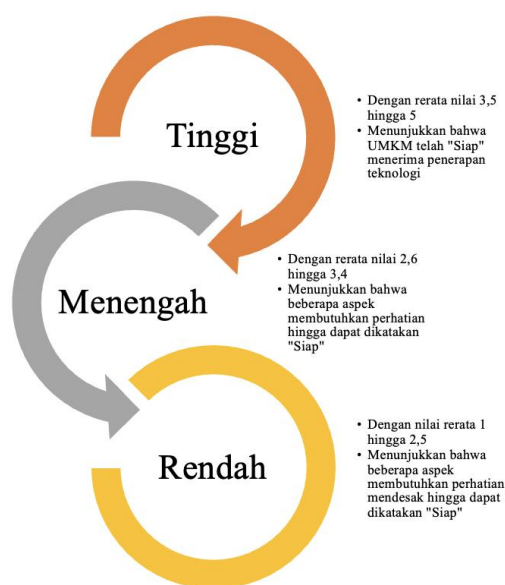 Tinggi
• Dengan rerata nilai 3,5
hingga 5
• Menunjukkan bahwa
UMKM telah "Siap"
menerima penerapan
teknologi
Menengah
• Dengan rerata nilai 2,6
hingga 3,4
• Menunjukkan bahwa
beberapa aspek
membutuhkan perhatian
hingga dapat dikatakan
"Siap"
Rendah
• Dengan nilai rerata 1
hingga 2,5
• Menunjukkan bahwa
beberapa aspek
membutuhkan perhatian
mendesak hingga dapat
dikatakan "Siap"